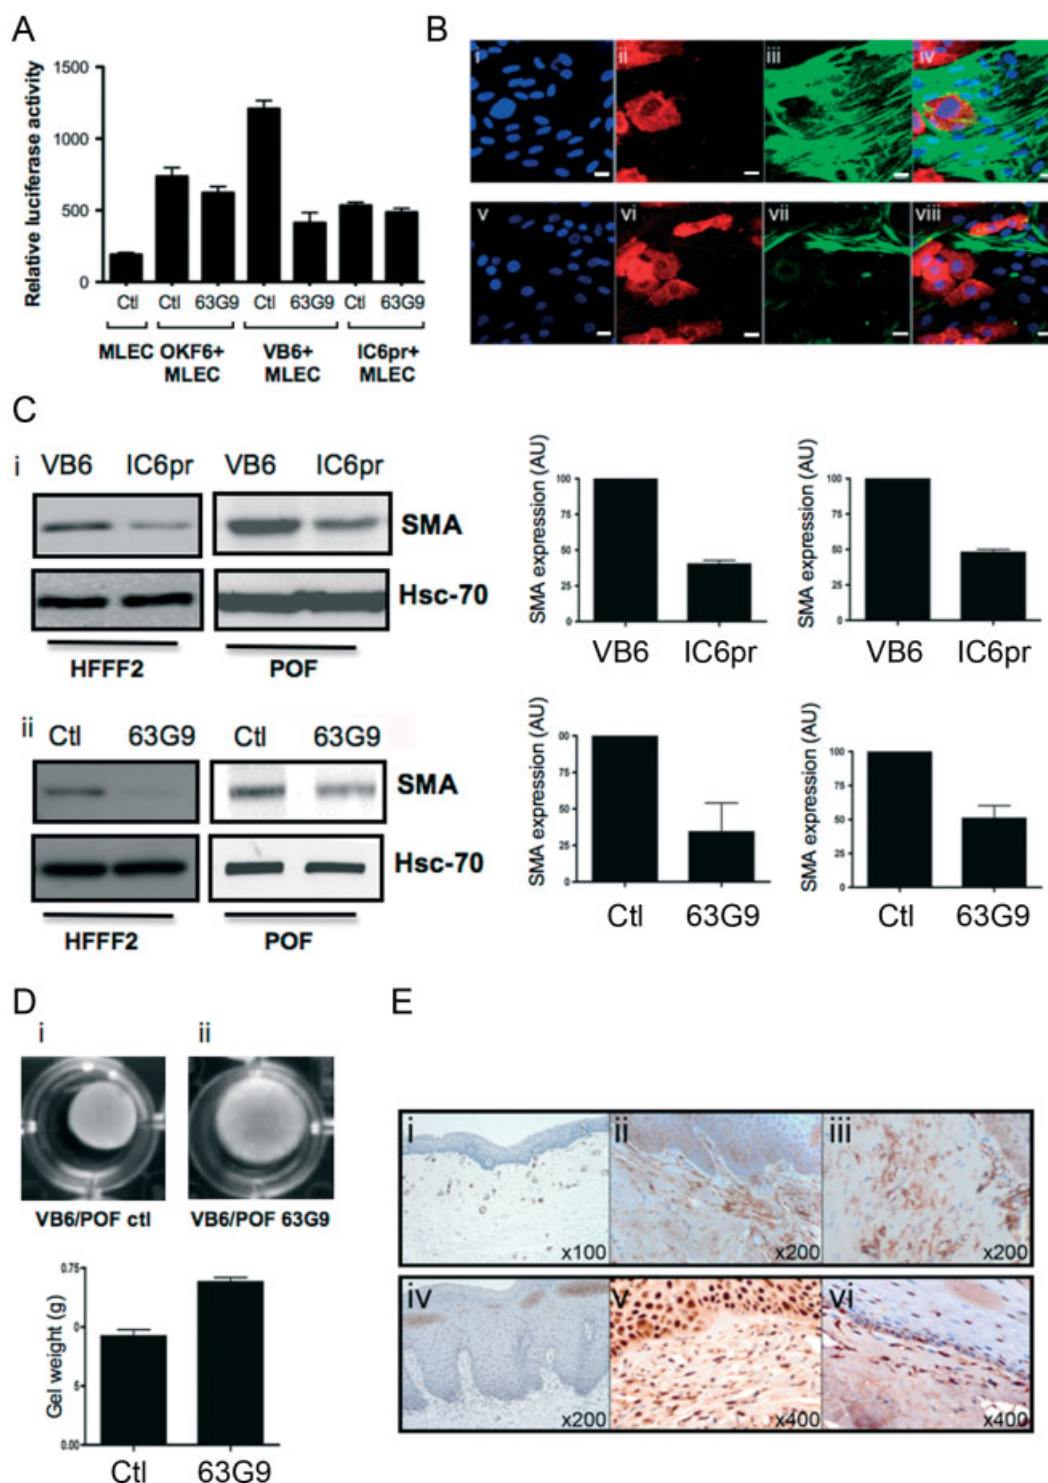 A
Relative luciferase activity
1500
1000
500
0
Ctl Ctl 63G9 Ctl 63G9 Ctl 63G9
MLEC OKF6+ MLEC VB6+ MLEC IC6pr+ MLEC
B
i ii iii iv
v vi vii viii
C
i
VB6 IC6pr VB6 IC6pr
SMA
Hsc-70
HFFF2 POF
SMA expression (AU)
100
75
50
25
0
VB6 IC6pr
SMA expression (AU)
100
75
50
25
0
VB6 IC6pr
ii
Ctl 63G9 Ctl 63G9
SMA
Hsc-70
HFFF2 POF
SMA expression (AU)
00
75
50
25
0
Ctl 63G9
SMA expression (AU)
100
75
50
25
0
Ctl 63G9
D
i ii
VB6/POF ctl VB6/POF 63G9
Gel weight (g)
0.75
0
5
0.00
Ctl 63G9
E
i ii iii
x100 x200 x200
iv v vi
x200 x400 x400